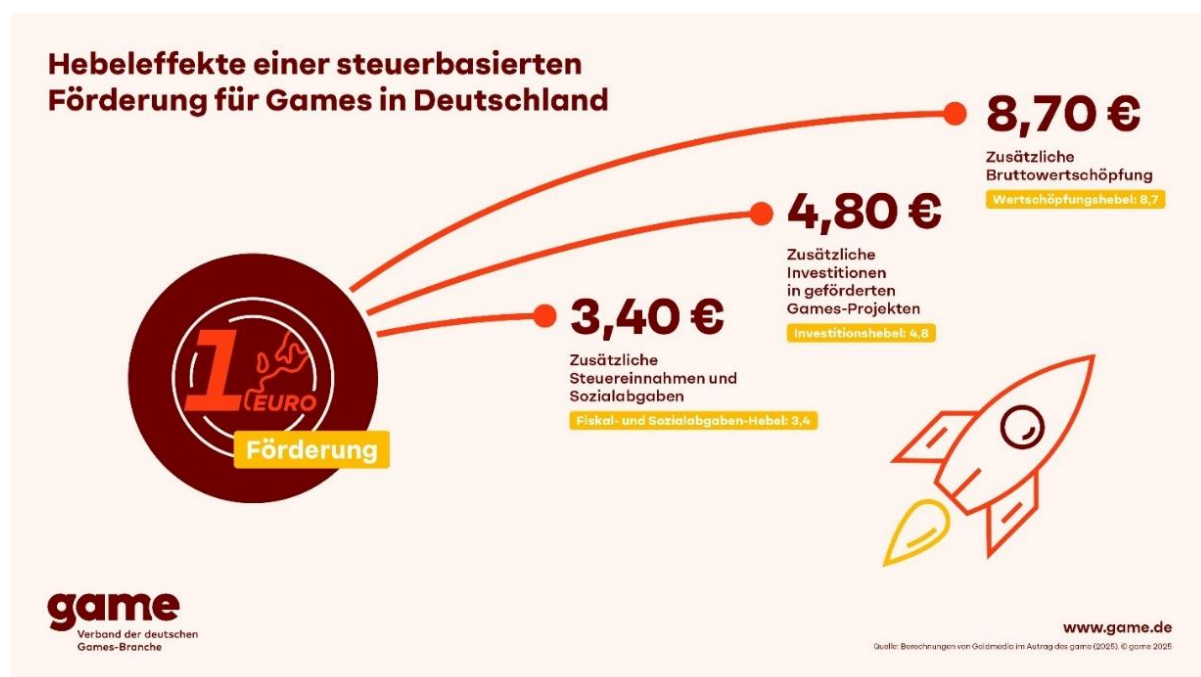 Hebeleffekte einer steuerbasierten
Förderung für Games in Deutschland
8,70 €
Zusätzliche
Bruttowertschöpfung
Wertschöpfungshebel: 8,7
4,80 €
Zusätzliche
Investitionen
in geförderten
Games-Projekten
Investitionshebel: 4,8
3,40 €
Zusätzliche
Steuereinnahmen und
Sozialabgaben
Fiskal- und Sozialabgaben-Hebel: 3,4
1
EURO
Förderung
game
Verband der deutschen
Games-Branche
www.game.de
Quelle: Berechnungen von Goldmedia im Autrag des game (2025). © game 2025